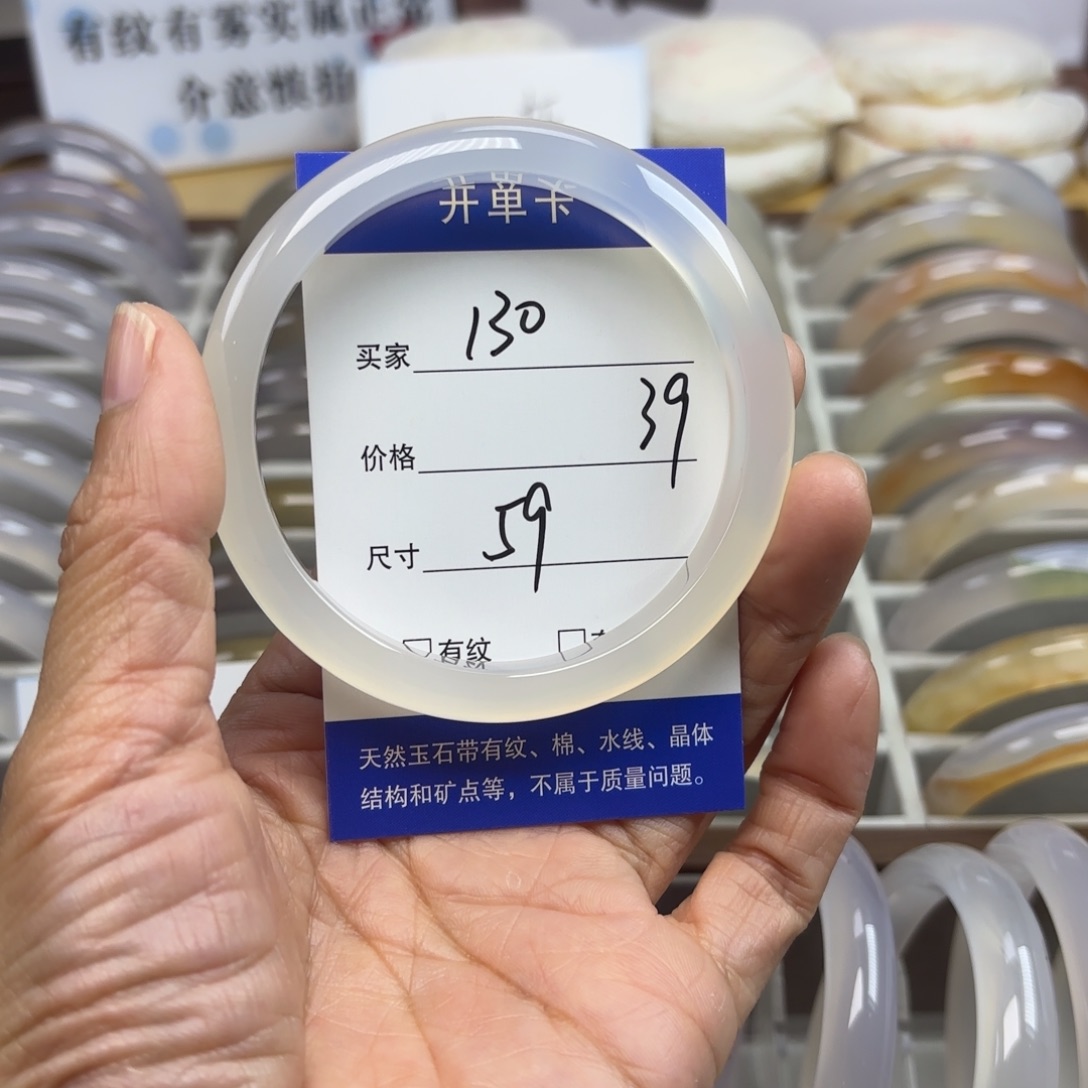 有纹有雾实属正常
介意慎拍
开单卡
买家 130
价格 39
尺寸 59
有纹
天然玉石带有纹、棉、水线、晶体
结构和矿点等，不属于质量问题。